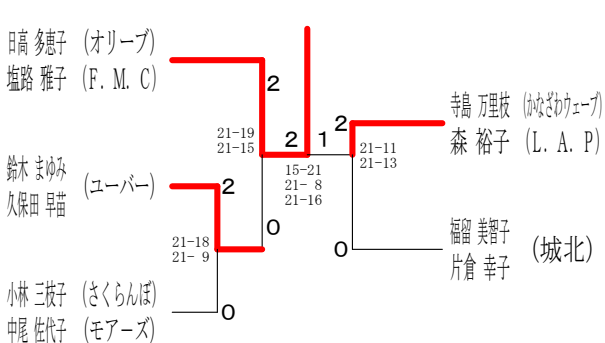 日高 多恵子 (オリーブ)
塩路 雅子 (F. M. C)
2
21-19
21-15
2 1
15-21
21- 8
21-16
2
21-11
21-13
寺島 万里枝 (かなざわウェーブ)
森 裕子 (L. A. P)
鈴木 まゆみ
久保田 早苗
(ユーバー)
2
0
21-18
21- 9
0
小林 三枝子 (さくらんぼ)
中尾 佐代子 (モアーズ)
0
福留 美智子
片倉 幸子
(城北)